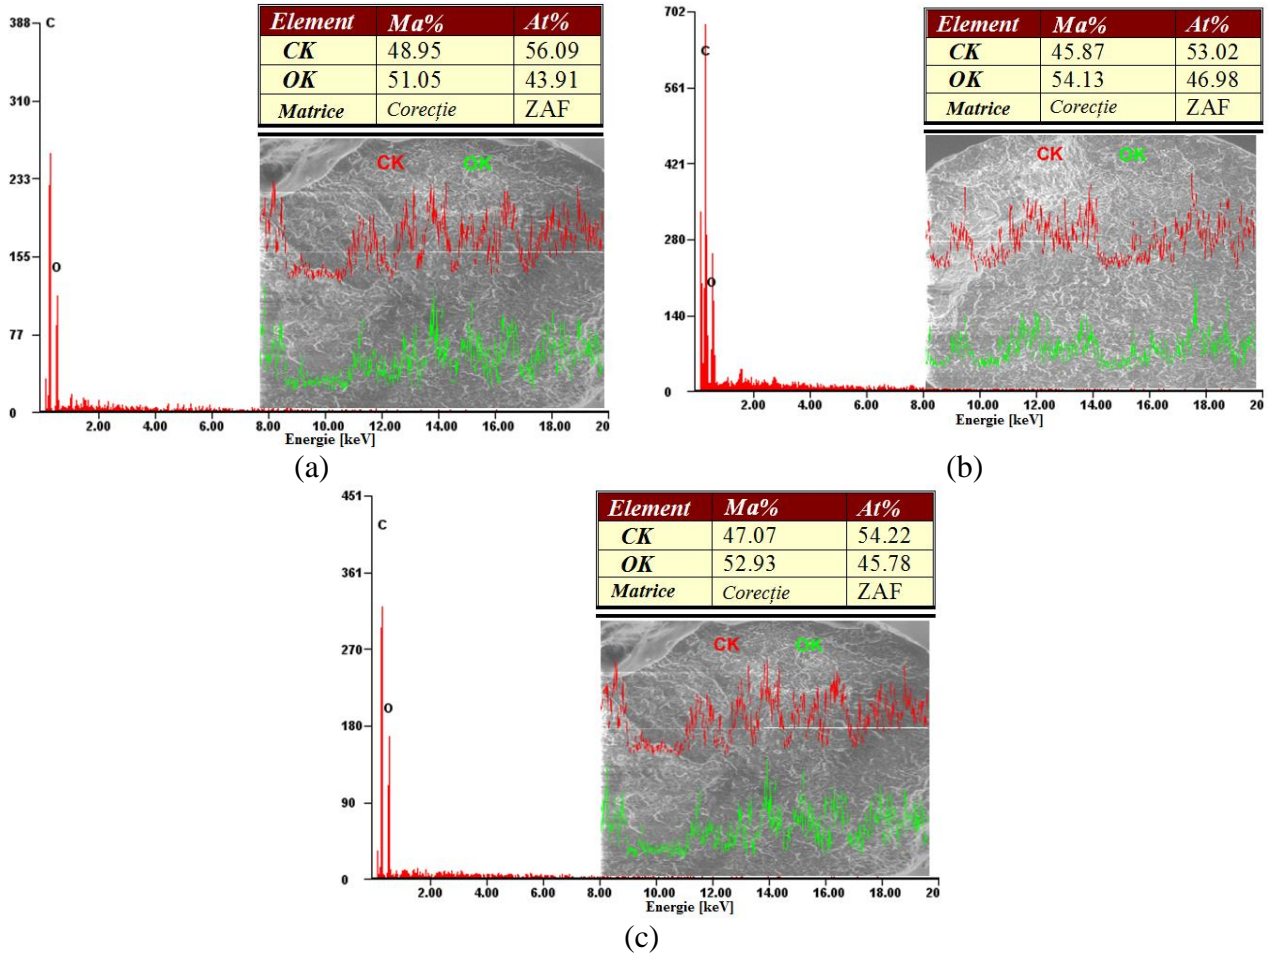 388
C
310
233
155
O
77
0
2.00 4.00 6.00 8.00 10.00 12.00 14.00 16.00 18.00 20
Energie [keV]
Element Ma% At%
CK 48.95 56.09
OK 51.05 43.91
Matrice Corecție ZAF
CK OK
(a)
702
C
561
421
280
O
140
0
2.00 4.00 6.00 8.00 10.00 12.00 14.00 16.00 18.00 20
Energie [keV]
Element Ma% At%
CK 45.87 53.02
OK 54.13 46.98
Matrice Corecție ZAF
CK OK
(b)
451
C
361
270
O
180
90
0
2.00 4.00 6.00 8.00 10.00 12.00 14.00 16.00 18.00 20
Energie [keV]
Element Ma% At%
CK 47.07 54.22
OK 52.93 45.78
Matrice Corecție ZAF
CK OK
(c)